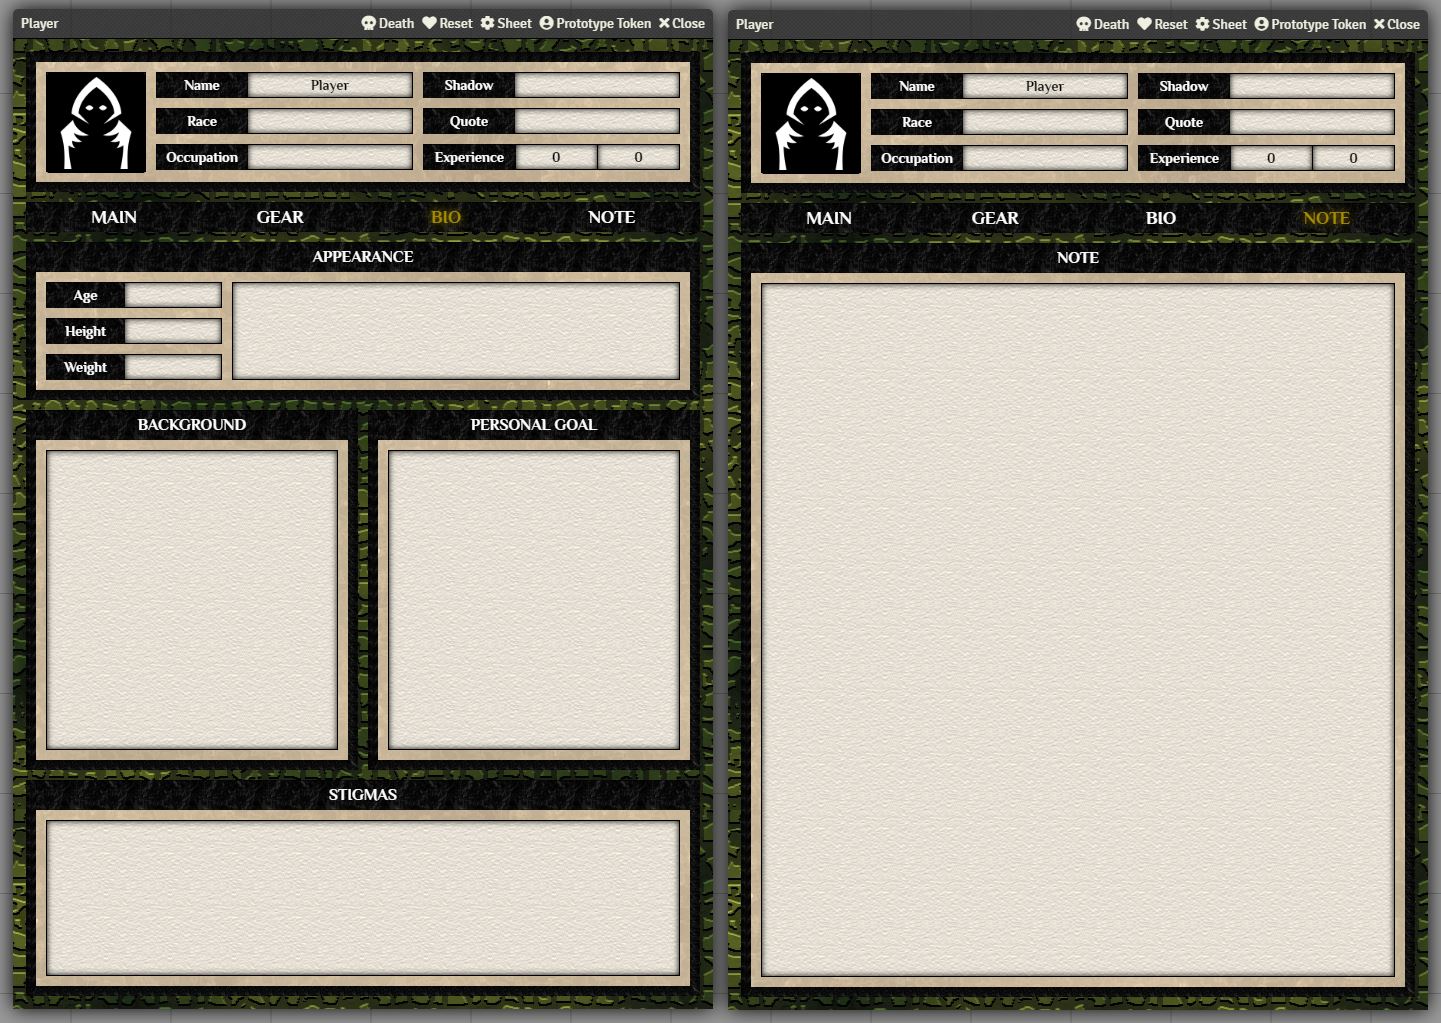 Player Death Reset Sheet Prototype Token Close
Name Player Shadow
Race Quote
Occupation Experience 0 0
MAIN GEAR BIO NOTE
APPEARANCE
Age
Height
Weight
BACKGROUND PERSONAL GOAL
STIGMAS
Player Death Reset Sheet Prototype Token Close
Name Player Shadow
Race Quote
Occupation Experience 0 0
MAIN GEAR BIO NOTE
NOTE